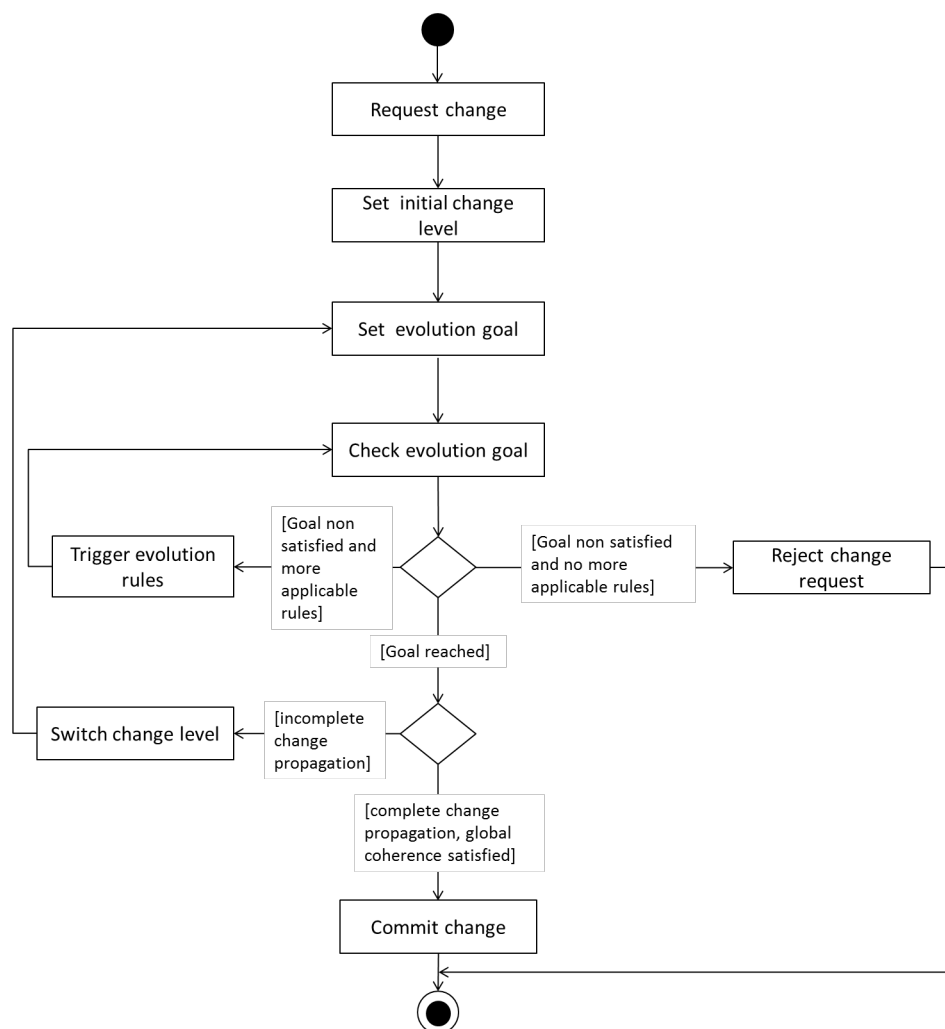 Request change
Set initial change
level
Set evolution goal
Check evolution goal
[Goal non
satisfied and
more
applicable
rules]
[Goal non satisfied
and no more
applicable rules]
Trigger evolution
rules
Reject change
request
[Goal reached]
Switch change level
[incomplete
change
propagation]
[complete change
propagation, global
coherence satisfied]
Commit change